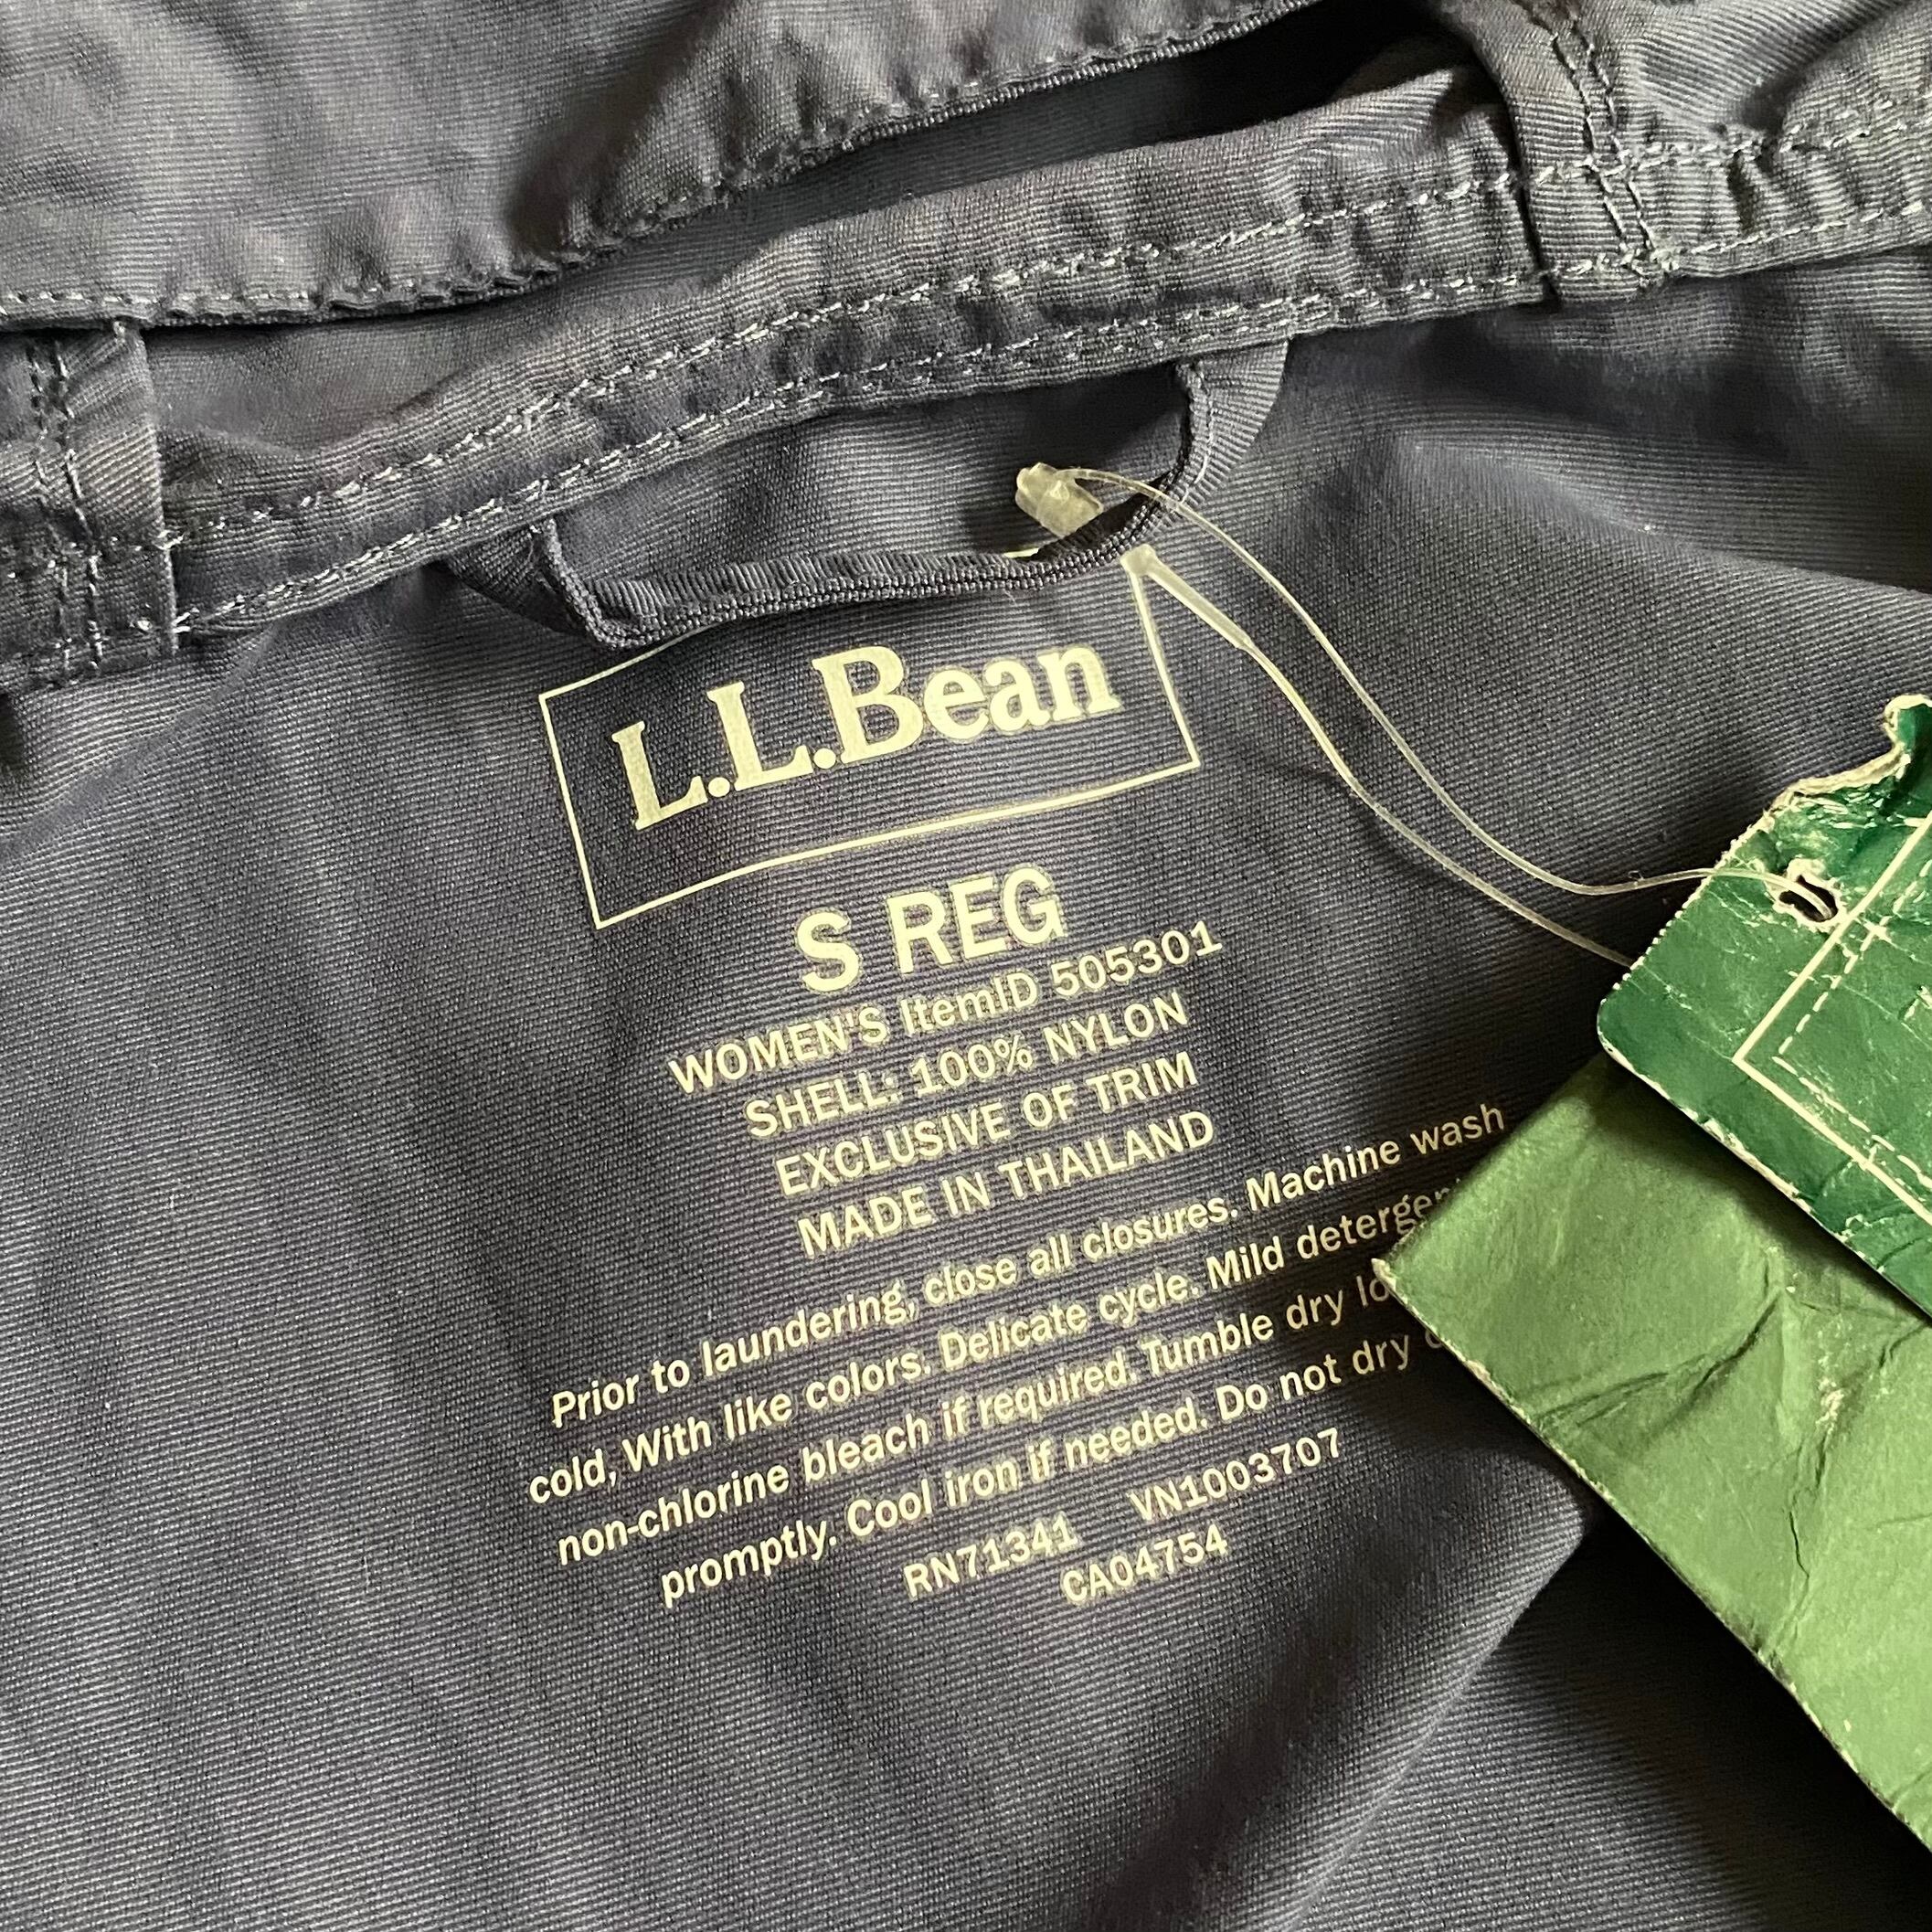 L.L.Bean
S REG
WOMEN'S ItemID 505301
SHELL: 100% NYLON
EXCLUSIVE OF TRIM
MADE IN THAILAND
Prior to laundering, close all closures. Machine wash
cold, With like colors. Delicate cycle. Mild
non-chlorine bleach if required. Tumble dry
promptly. Cool iron if needed. Do not dry
RN71341 VN1003707
CA04754